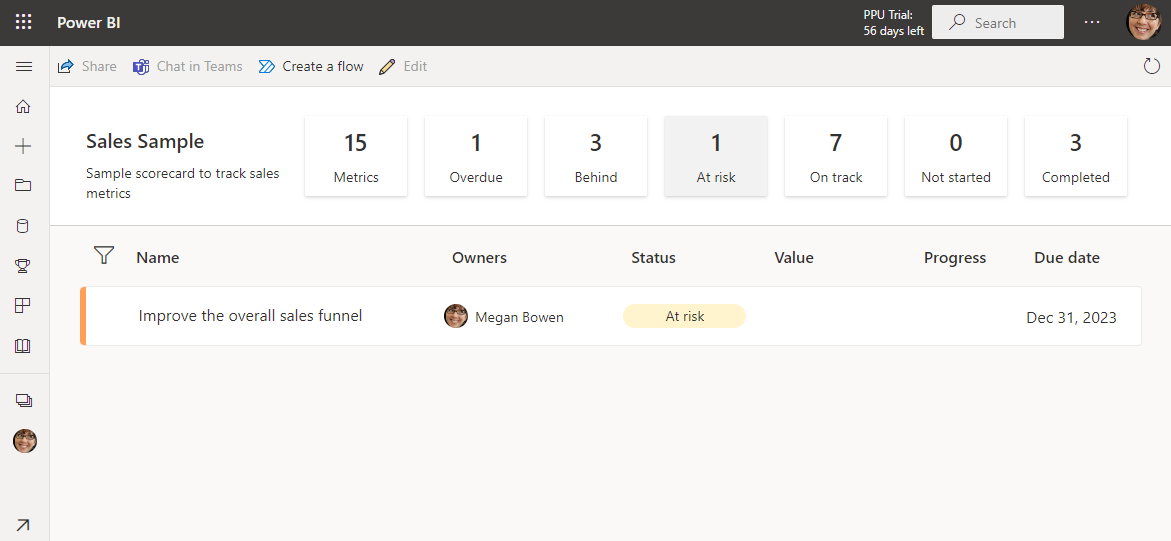 Power BI
PPU Trial:
56 days left
Search
Share
Chat in Teams
Create a flow
Edit
Sales Sample
Sample scorecard to track sales
metrics
15
Metrics
1
Overdue
3
Behind
1
At risk
7
On track
0
Not started
3
Completed
Name
Owners
Status
Value
Progress
Due date
Improve the overall sales funnel
Megan Bowen
At risk
Dec 31, 2023